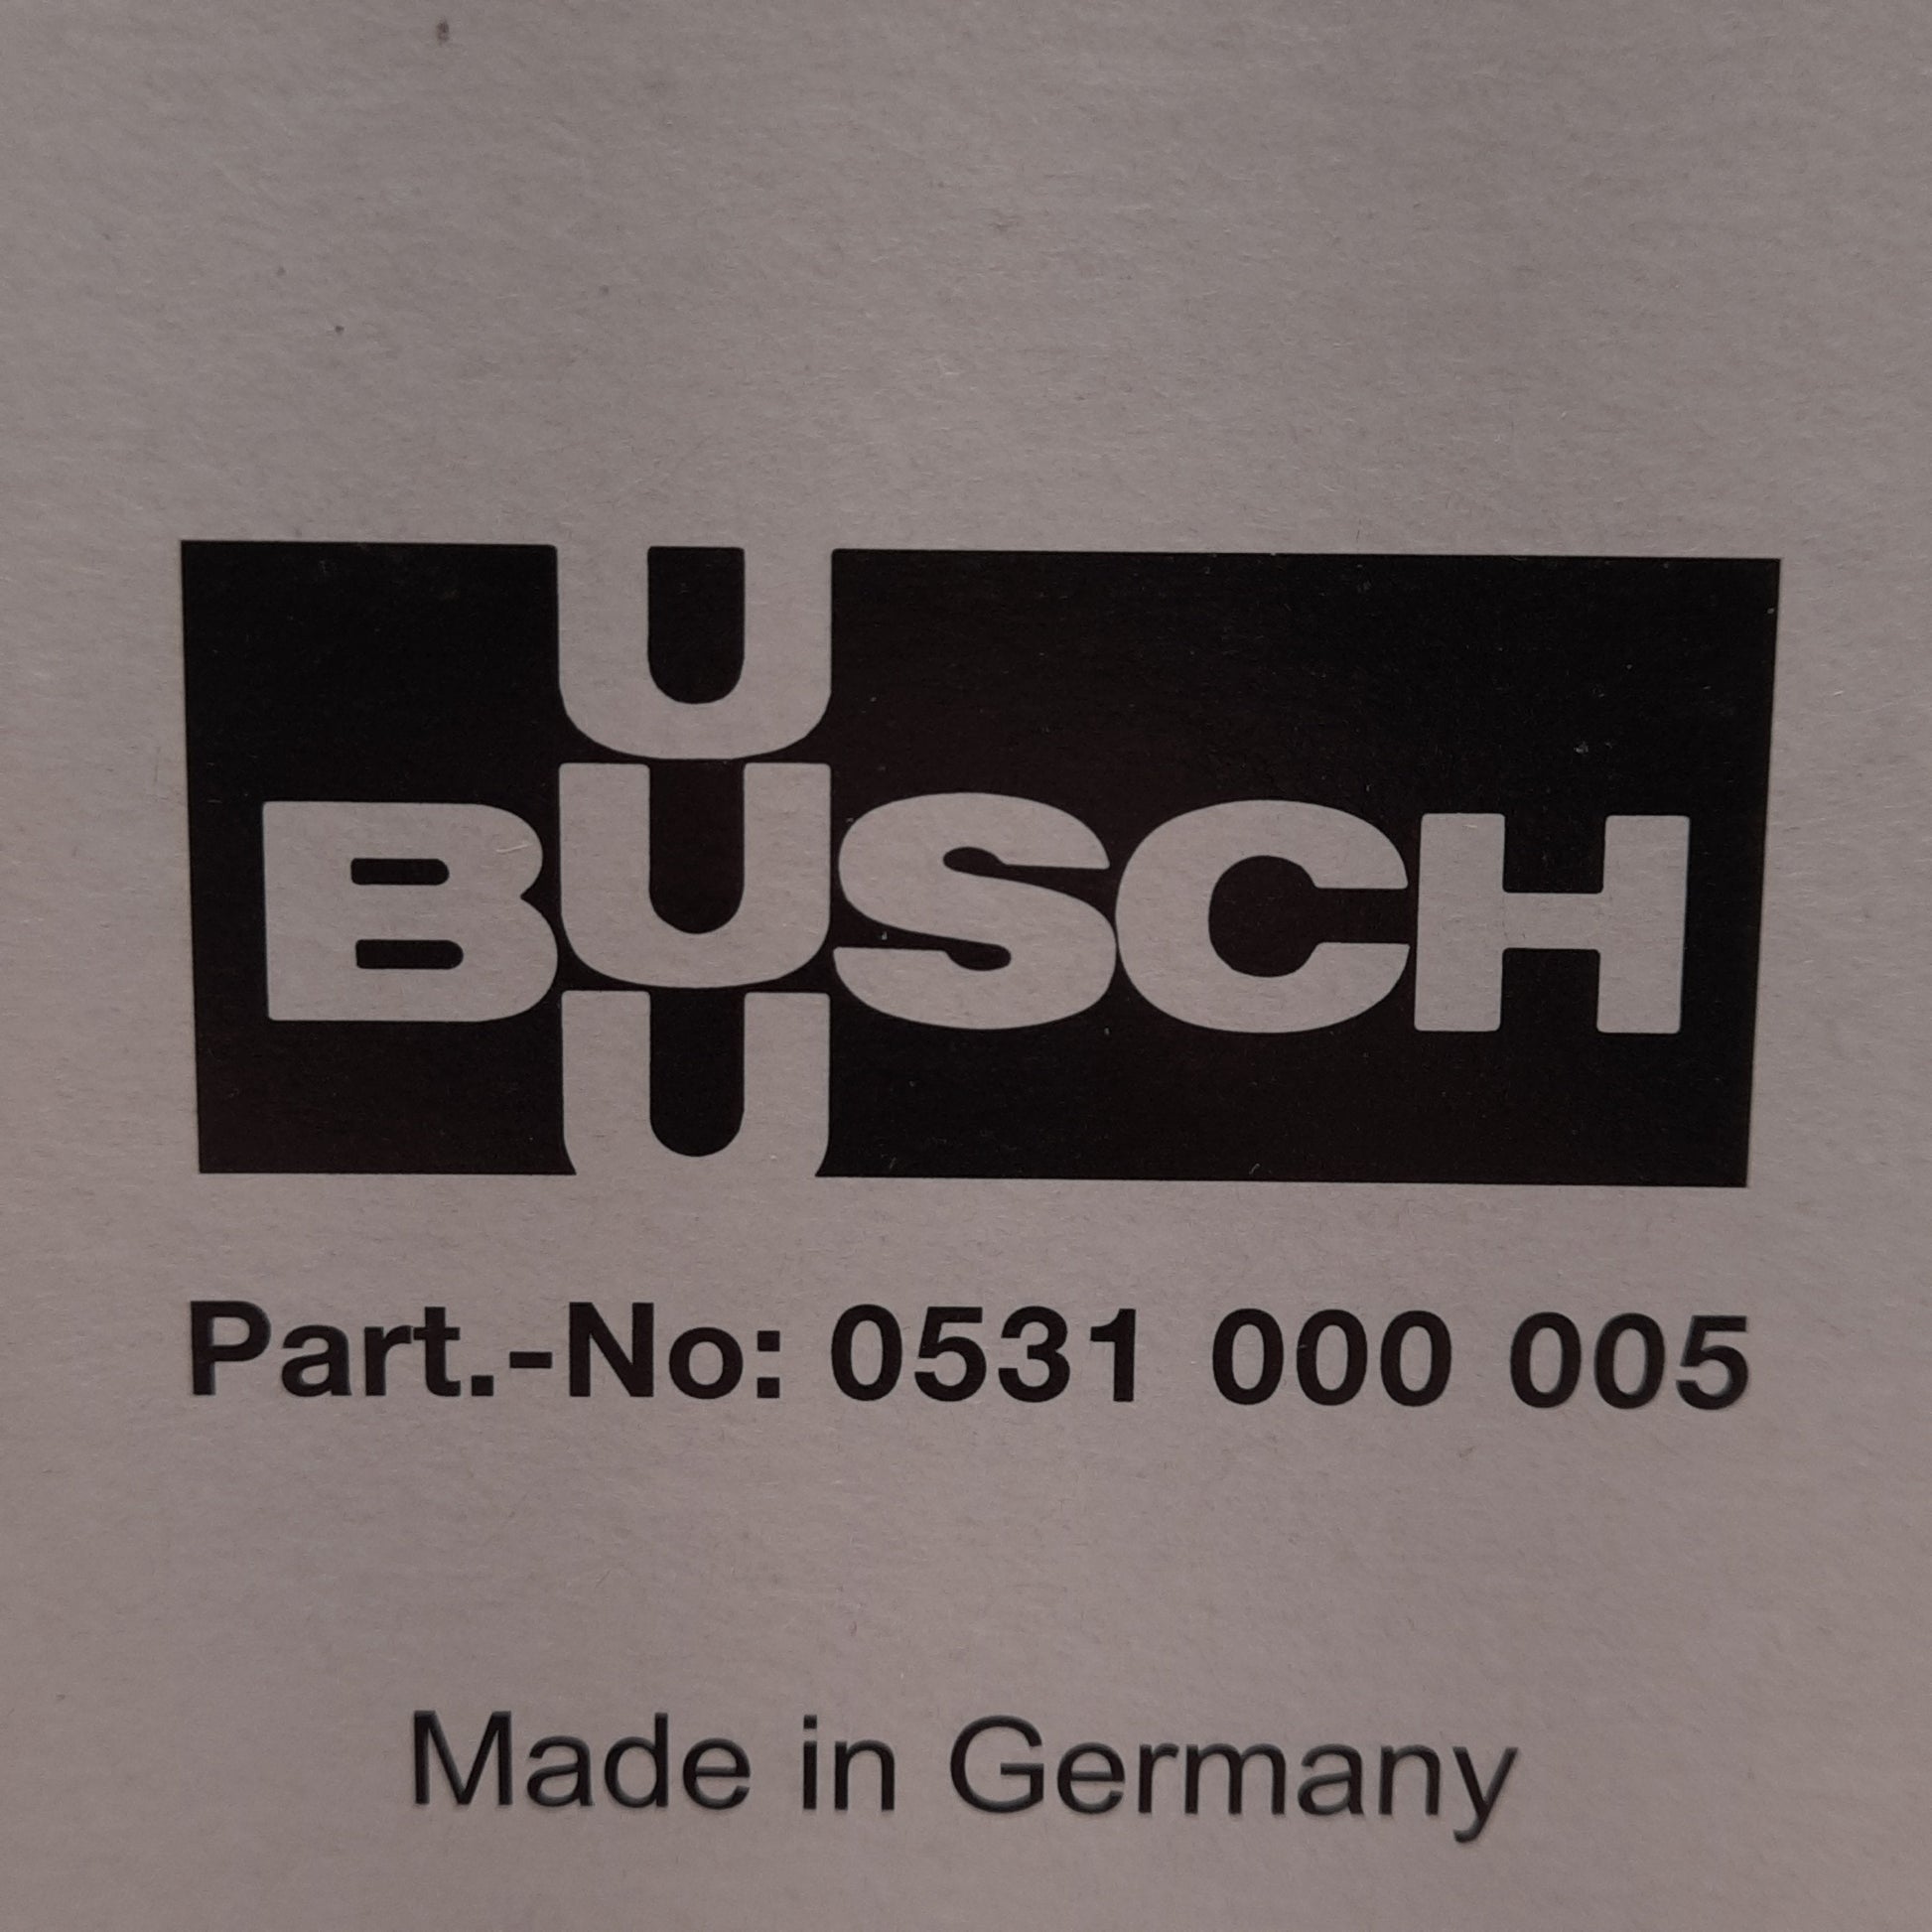 U
BUSCH
U
Part.-No: 0531 000 005
Made in Germany